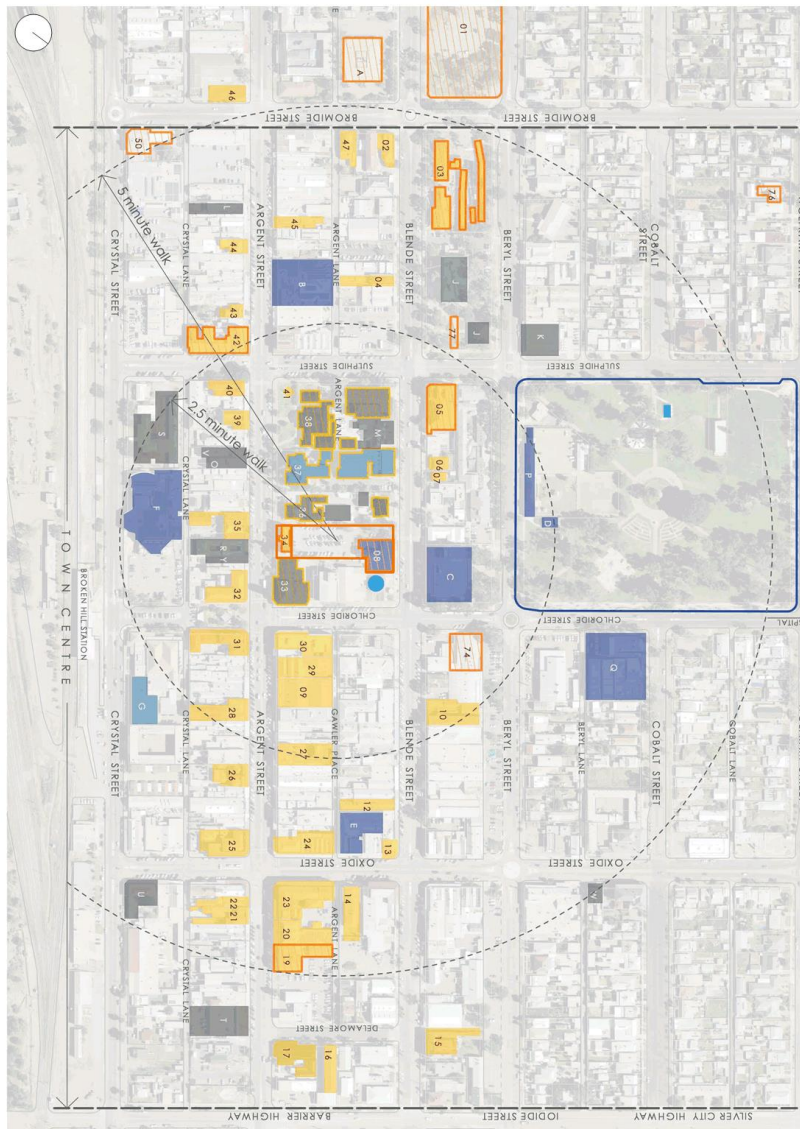 01
A
46
BROMIDE STREET
BROMIDE STREET
50
47
02
03
76
5 minute walk
L
ARGENT STREET
ARGENT LANE
45
CRYSTAL STREET
CRYSTAL LANE
44
BLENDE STREET
BERYL STREET
COBALT STREET
B
04
J
43
42
77
J
K
SULPHIDE STREET
SULPHIDE STREET
40
41
ARGENT LANE
05
39
38
M
S
2.5 minute walk
37
06
07
P
CRYSTAL LANE
F
36
D
35
34
08
R
33
C
32
TOWN CENTRE
BROKEN HILL STATION
CHLORIDE STREET
CHLORIDE STREET
31
30
29
09
74
Q
G
28
10
CRYSTAL STREET
CRYSTAL LANE
ARGENT STREET
GAWLER PLACE
BLENDE STREET
BERYL STREET
BERYL LANE
COBALT STREET
COBALT LANE
27
26
12
E
13
25
24
OXIDE STREET
OXIDE STREET
U
22
21
23
14
20
ARGENT LANE
19
CRYSTAL LANE
T
DELAMORE STREET
15
17
16
BARRIER HIGHWAY
IODIDE STREET
SILVER CITY HIGHWAY